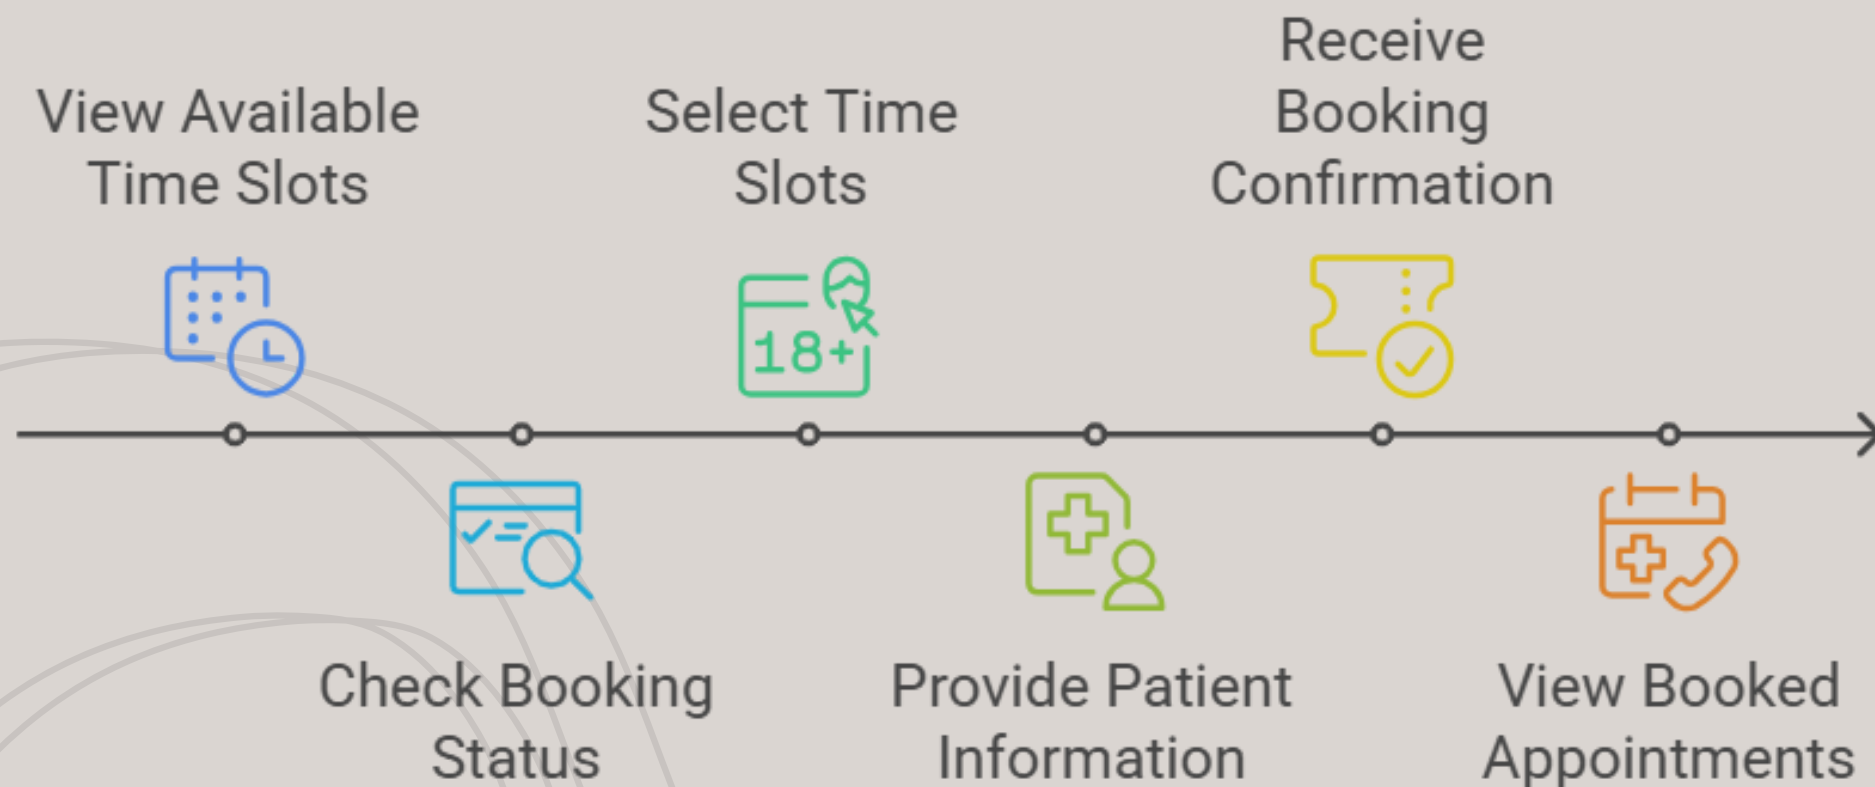 View Available
Time Slots
Check Booking
Status
Select Time
Slots
18+
Provide Patient
Information
Receive
Booking
Confirmation
View Booked
Appointments